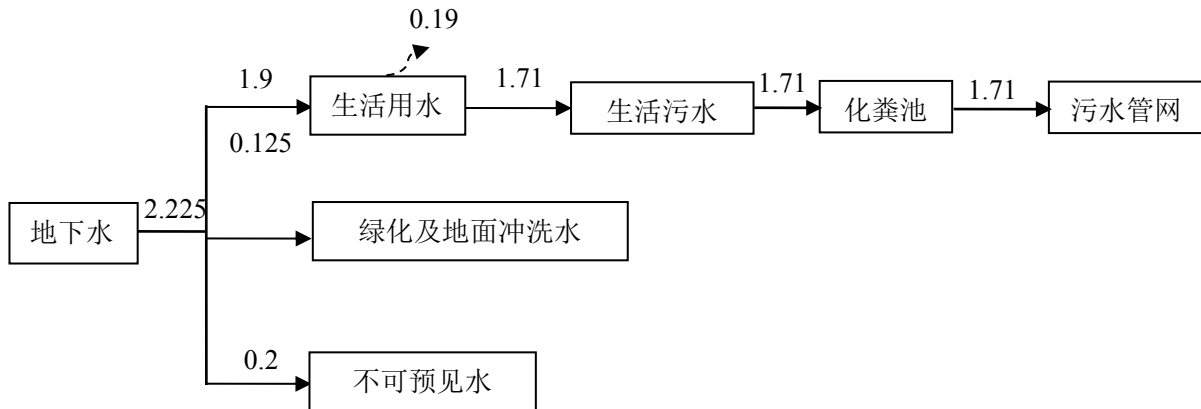 0.19
1.9
生活用水
1.71
生活污水
1.71
化粪池
1.71
污水管网
0.125
地下水
2.225
绿化及地面冲洗水
0.2
不可预见水